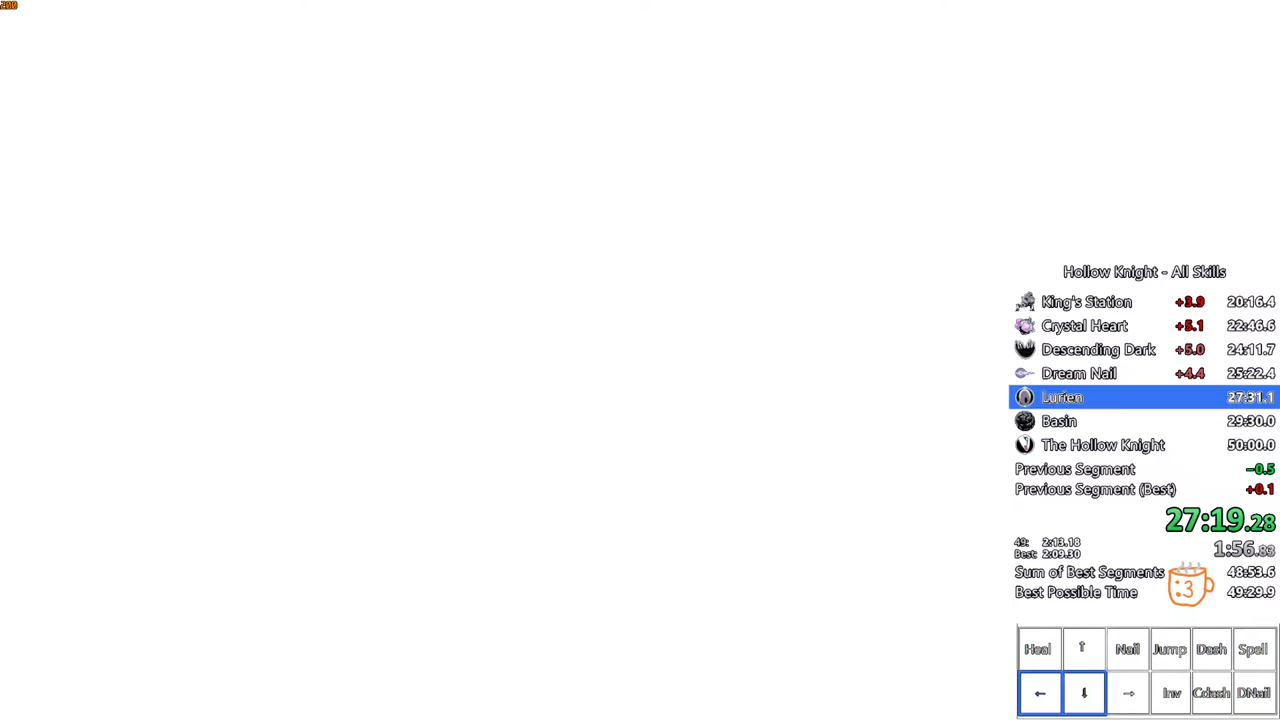 200
Hollow Knight - All Skills
King's Station +3.9 20:16.4
Crystal Heart +5.1 22:46.6
Descending Dark +5.0 24:11.7
Dream Nail +4.4 25:22.4
Lurien 27:31.1
Basin 29:30.0
The Hollow Knight 50:00.0
Previous Segment −0.5
Previous Segment (Best) +0.1
27:19.28
49: 2:13.18
Best: 2:09.30
1:56.83
Sum of Best Segments 48:53.6
:3
Best Possible Time 49:29.9
Heal ↑ Nail Jump Dash Spell
← ↓ → Inv Cdash DNail